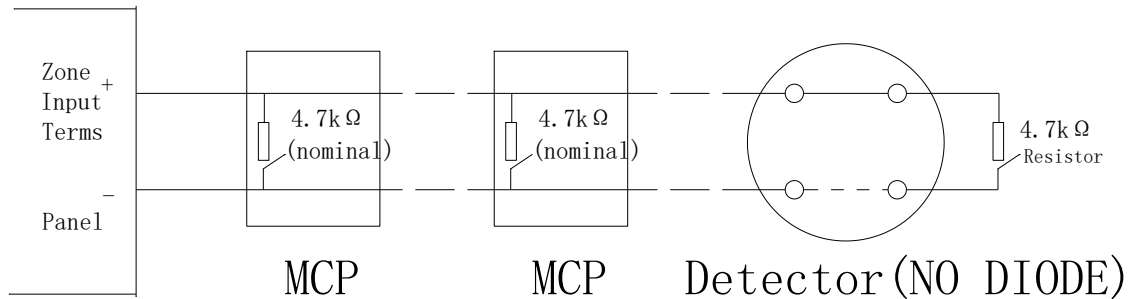 Zone
Input
Terms
+
-
Panel
4.7kΩ
(nominal)
MCP
4.7kΩ
(nominal)
MCP
Detector(NO DIODE)
4.7kΩ
Resistor